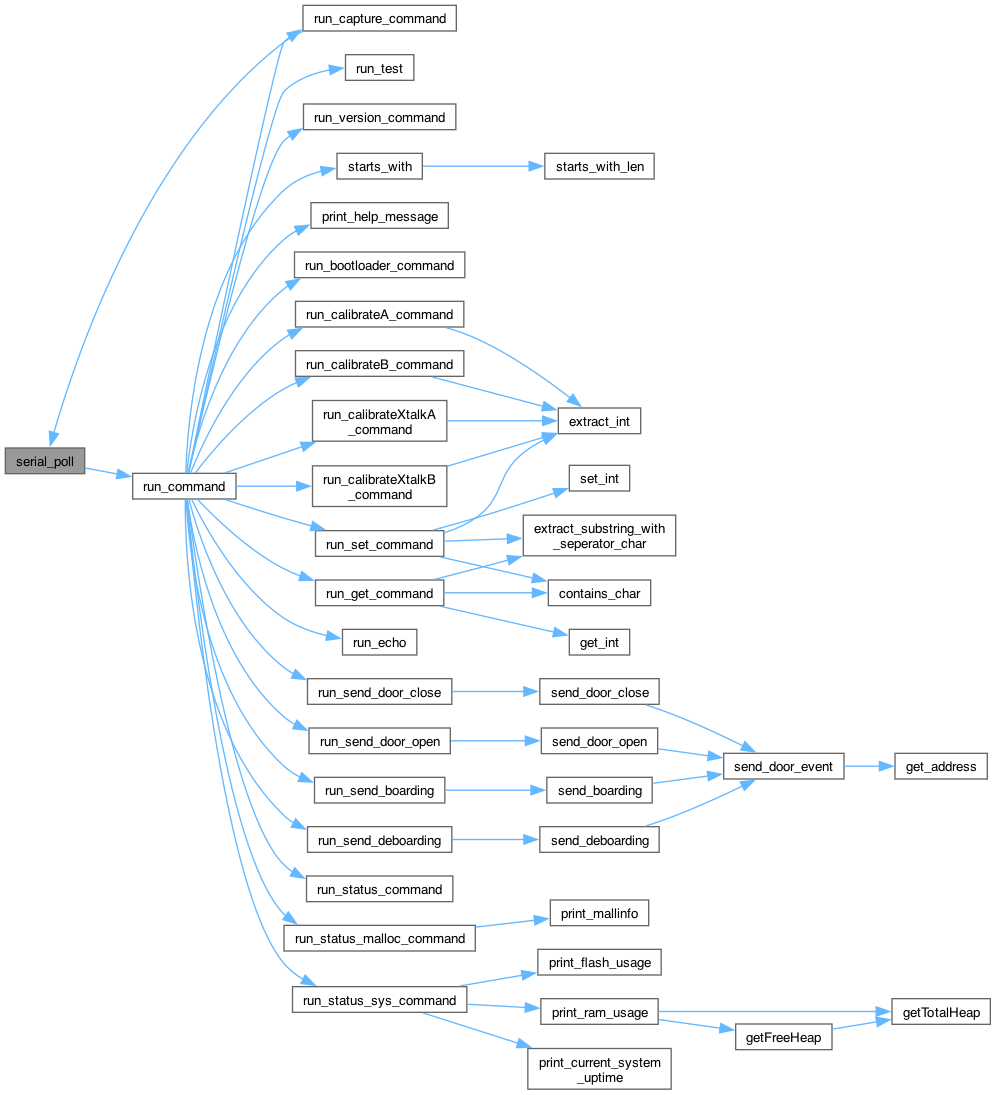 run_capture_command
run_test
run_version_command
starts_with
starts_with_len
print_help_message
run_bootloader_command
run_calibrateA_command
run_calibrateB_command
run_calibrateXtalkA
_command
extract_int
serial_poll
run_command
run_calibrateXtalkB
_command
set_int
run_set_command
extract_substring_with
_seperator_char
run_get_command
contains_char
run_echo
get_int
run_send_door_close
send_door_close
run_send_door_open
send_door_open
send_door_event
get_address
run_send_boarding
send_boarding
run_send_deboarding
send_deboarding
run_status_command
print_mallinfo
run_status_malloc_command
print_flash_usage
run_status_sys_command
print_ram_usage
getTotalHeap
getFreeHeap
print_current_system
_uptime